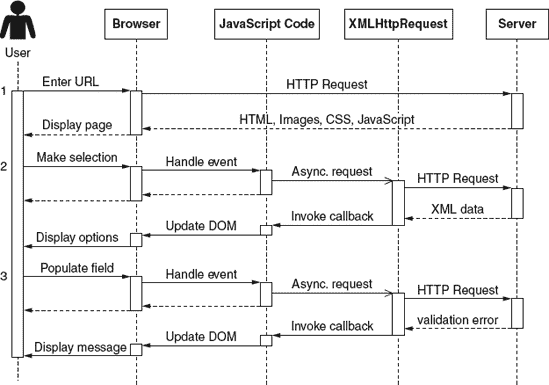 Browser
JavaScript Code
XMLHttpRequest
Server
User
1
Enter URL
HTTP Request
Display page
HTML, Images, CSS, JavaScript
2
Make selection
Handle event
Async. request
HTTP Request
Display options
Update DOM
Invoke callback
XML data
3
Populate field
Handle event
Async. request
HTTP Request
Display message
Update DOM
Invoke callback
validation error